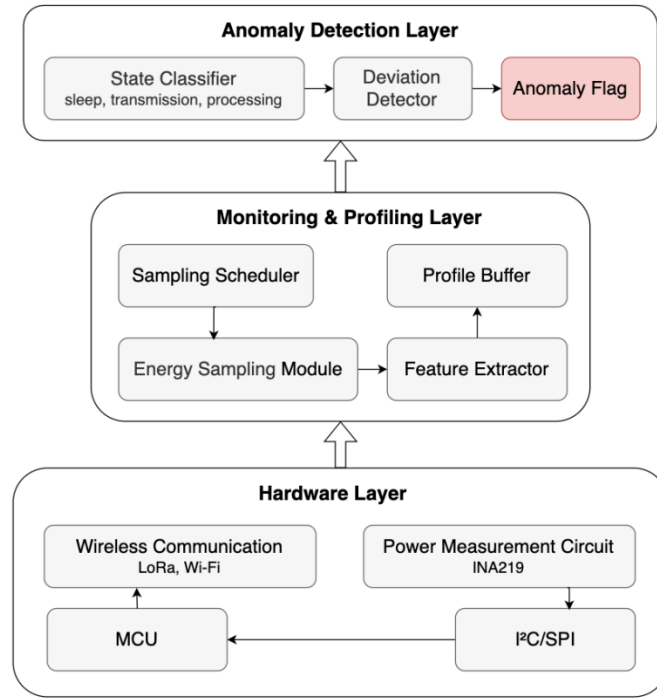 Anomaly Detection Layer
State Classifier
sleep, transmission, processing
Deviation
Detector
Anomaly Flag
Monitoring & Profiling Layer
Sampling Scheduler
Profile Buffer
Energy Sampling Module
Feature Extractor
Hardware Layer
Wireless Communication
LoRa, Wi-Fi
Power Measurement Circuit
INA219
MCU
I²C/SPI